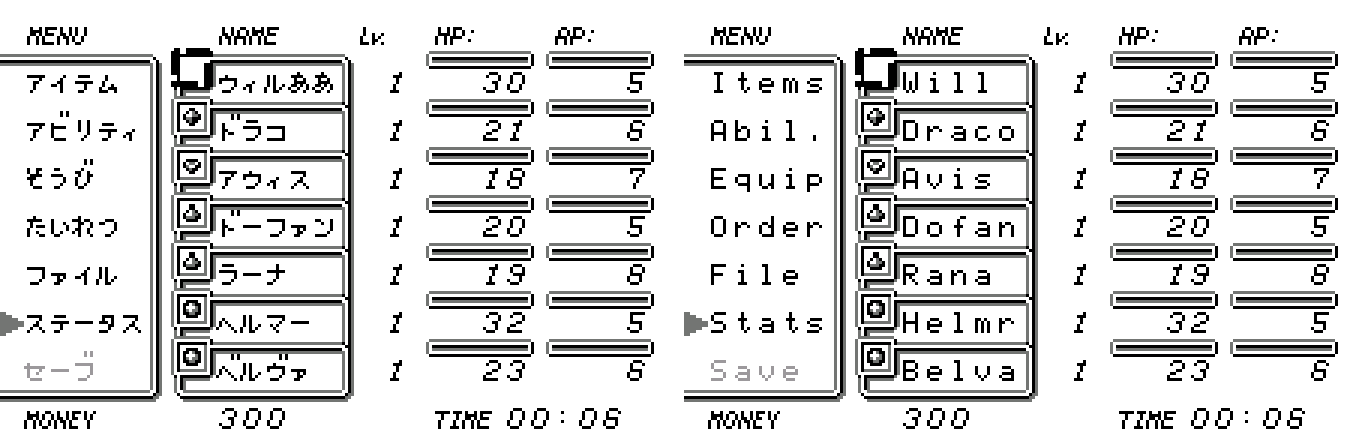 MENU NAME Lv. HP: AP:
アイテム ウィルああ 1 30 5
アビリティ ドラコ 1 21 6
そうび アウィス 1 18 7
たいれつ ドーファン 1 20 5
ファイル ラーナ 1 19 8
ステータス ヘルマー 1 32 5
セーブ ベルヴァ 1 23 6
MONEY 300 TIME 00:06
MENU NAME Lv. HP: AP:
Items Will 1 30 5
Abil. Draco 1 21 6
Equip Avis 1 18 7
Order Dofan 1 20 5
File Rana 1 19 8
Stats Helmr 1 32 5
Save Belva 1 23 6
MONEY 300 TIME 00:06